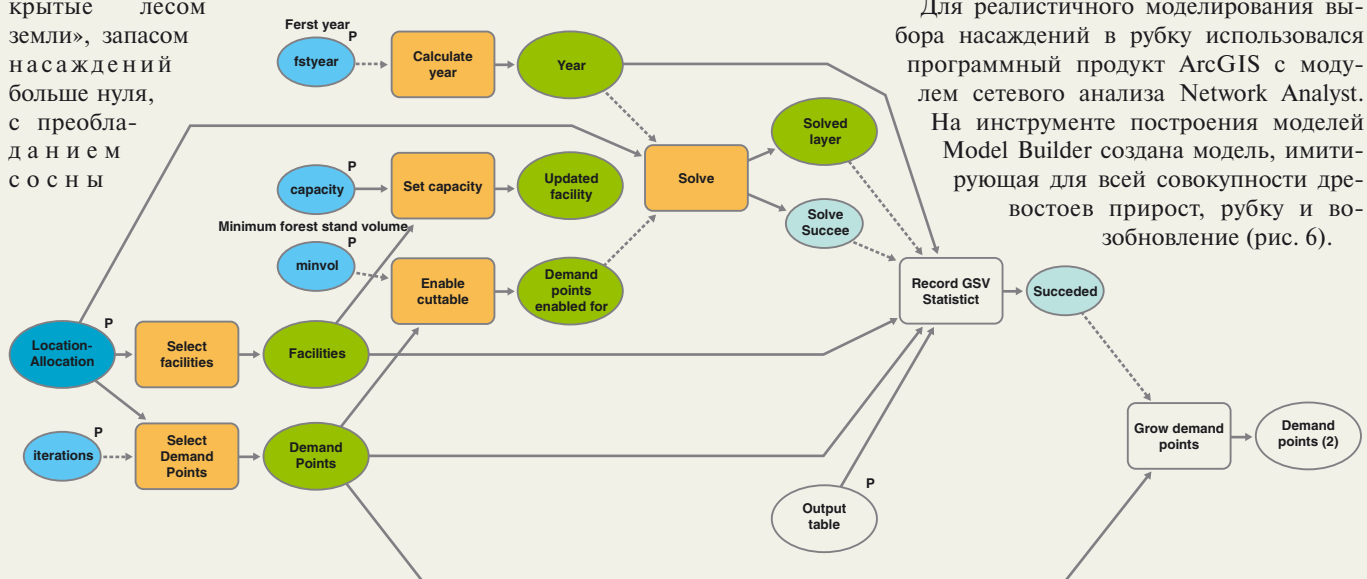 крытые лесом
земли», запасом
насаждений
больше нуля,
с преобла-
данием
сосны
Для реалистичного моделирования вы-
бора насаждений в рубку использовался
программный продукт ArcGIS с моду-
лем сетевого анализа Network Analyst.
На инструменте построения моделей
Model Builder создана модель, имити-
рующая для всей совокупности дре-
востоев прирост, рубку и во-
зобновление (рис. 6).
Ferst year
P
fstyear
Calculate
year
Year
Solved
layer
P
capacity
Set capacity
Updated
facility
Solve
Solve
Succee
Minimum forest stand volume
P
minvol
Enable
cuttable
Demand
points
enabled for
Record GSV
Statistict
Succeded
P
Location-
Allocation
Select
facilities
Facilities
P
iterations
Select
Demand
Points
Demand
Points
Grow demand
points
Demand
points (2)
P
Output
table